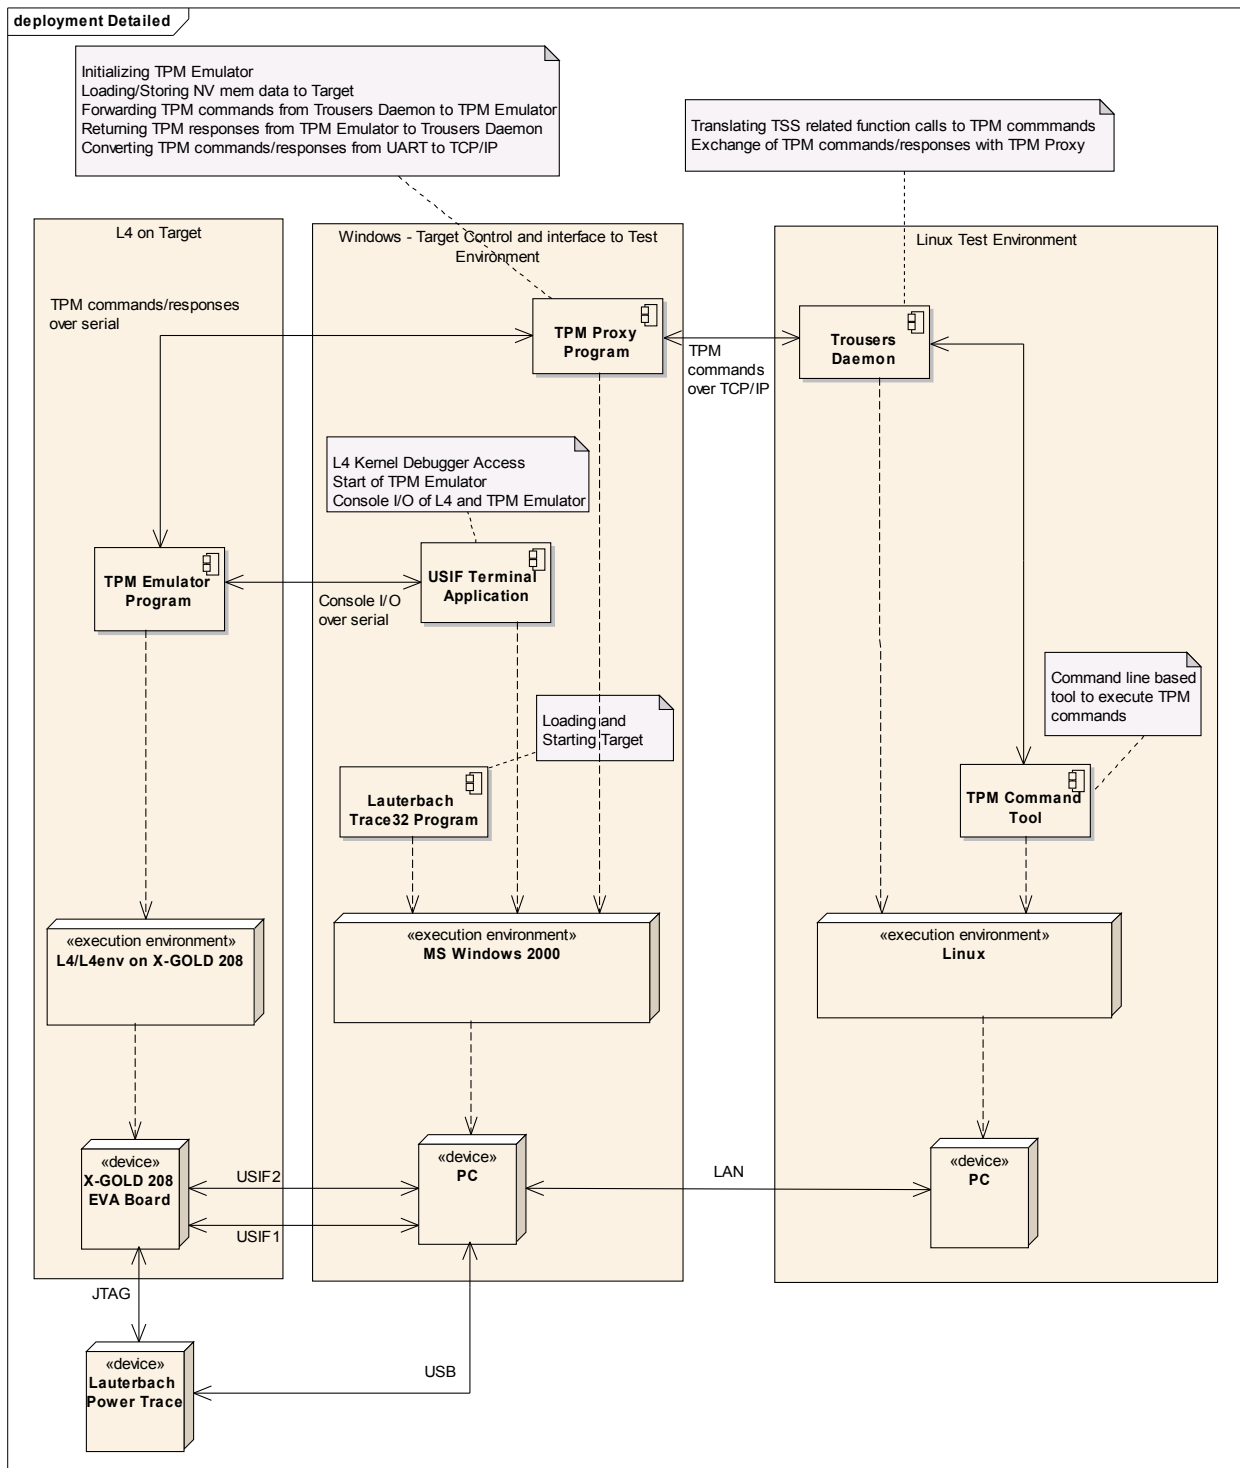 deployment Detailed
Initializing TPM Emulator
Loading/Storing NV mem data to Target
Forwarding TPM commands from Trousers Daemon to TPM Emulator
Returning TPM responses from TPM Emulator to Trousers Daemon
Converting TPM commands/responses from UART to TCP/IP
Translating TSS related function calls to TPM commmands
Exchange of TPM commands/responses with TPM Proxy
L4 on Target
Windows - Target Control and interface to Test
Environment
Linux Test Environment
TPM commands/responses
over serial
TPM Proxy
Program
TPM
commands
over TCP/IP
Trousers
Daemon
L4 Kernel Debugger Access
Start of TPM Emulator
Console I/O of L4 and TPM Emulator
TPM Emulator
Program
Console I/O
over serial
USIF Terminal
Application
Command line based
tool to execute TPM
commands
Loading and
Starting Target
Lauterbach
Trace32 Program
TPM Command
Tool
«execution environment»
L4/L4env on X-GOLD 208
«execution environment»
MS Windows 2000
«execution environment»
Linux
«device»
X-GOLD 208
EVA Board
USIF2
USIF1
«device»
PC
LAN
«device»
PC
JTAG
«device»
Lauterbach
Power Trace
USB